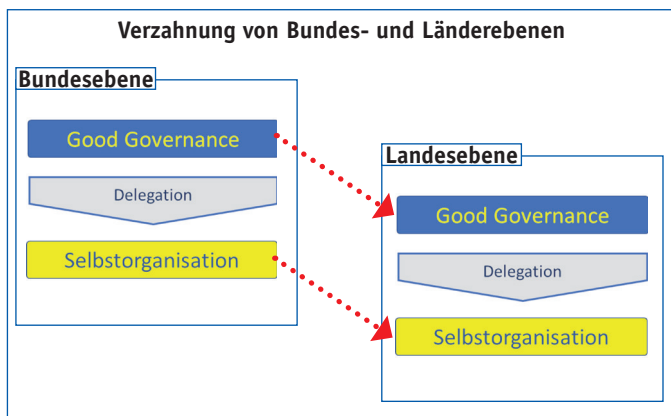 Verzahnung von Bundes- und Länderebenen
Bundesebene
Good Governance
Delegation
Selbstorganisation
Landesebene
Good Governance
Delegation
Selbstorganisation